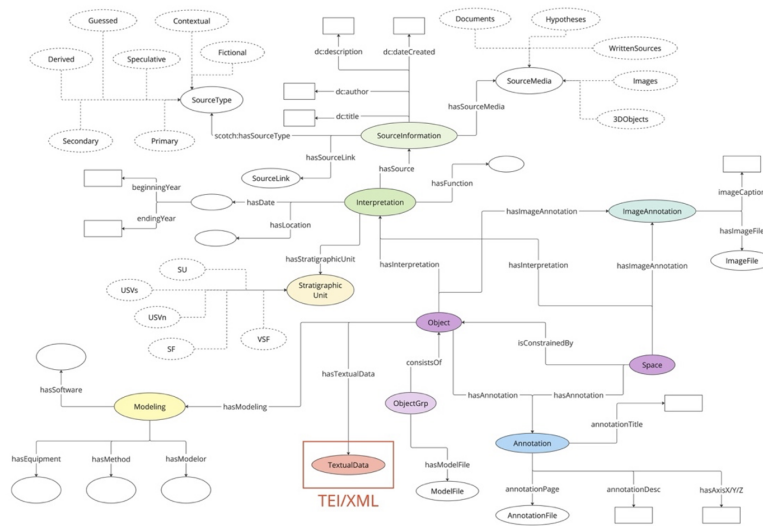 Guessed
Contextual
Documents
Hypotheses
dc:description
dc:dateCreated
Derived
Speculative
Fictional
WrittenSources
SourceType
SourceMedia
Images
dc:author
hasSourceMedia
dc:title
3DObjects
Secondary
Primary
scotch:hasSourceType
SourceInformation
hasSourceLink
hasSource
SourceLink
hasFunction
beginningYear
imageCaption
hasDate
Interpretation
hasImageAnnotation
ImageAnnotation
endingYear
hasLocation
hasImageFile
hasStratigraphicUnit
hasInterpretation
hasInterpretation
hasImageAnnotation
ImageFile
SU
USVs
Stratigraphic
Unit
USVn
Object
SF
VSF
isConstrainedBy
consistsOf
Space
hasTextualData
hasSoftware
hasAnnotation
hasAnnotation
Modeling
hasModeling
ObjectGrp
annotationTitle
Annotation
hasEquipment
hasMethod
hasModelor
TextualData
hasModelFile
TEI/XML
ModelFile
annotationPage
annotationDesc
hasAxisX/Y/Z
AnnotationFile